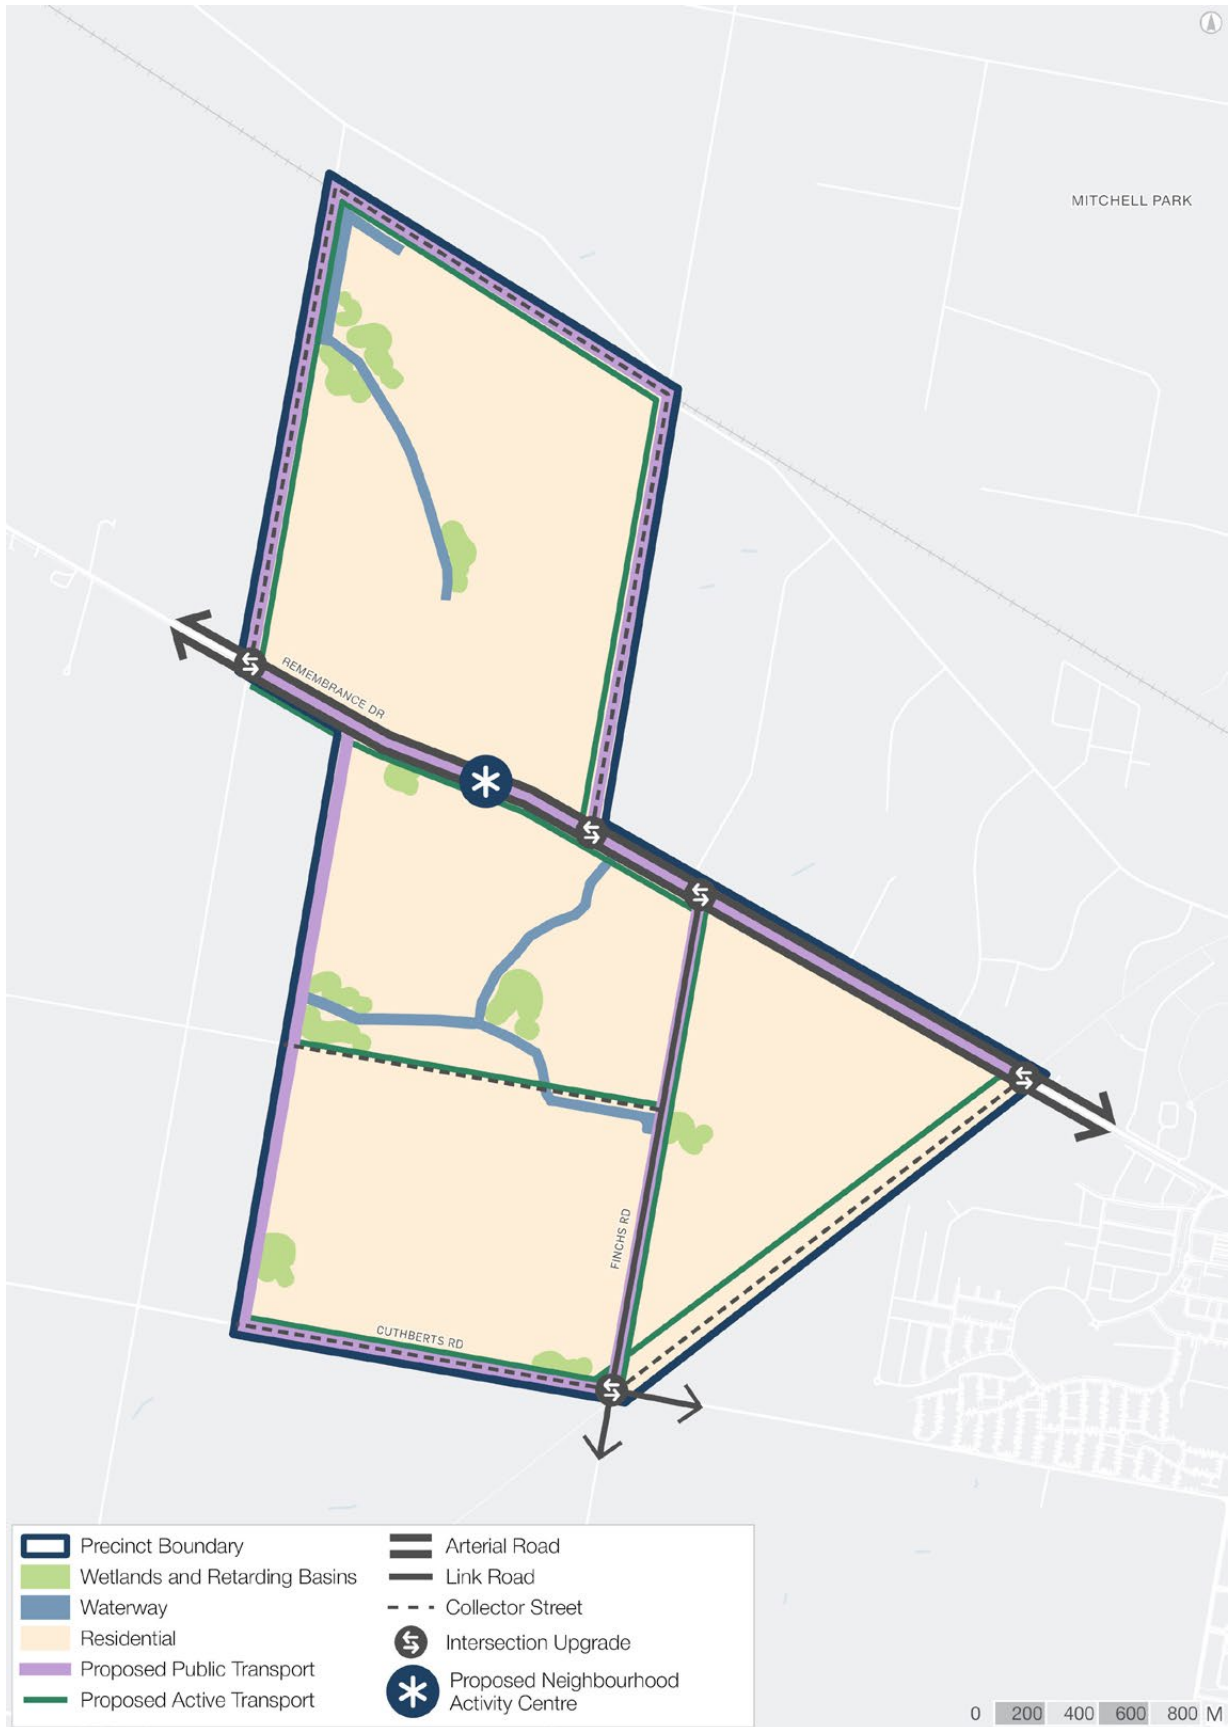 MITCHELL PARK
REMEMBRANCE DR
FINCHS RD
CUTHBERTS RD
Precinct Boundary
Wetlands and Retarding Basins
Waterway
Residential
Proposed Public Transport
Proposed Active Transport
Arterial Road
Link Road
Collector Street
Intersection Upgrade
Proposed Neighbourhood
Activity Centre
0 200 400 600 800 M